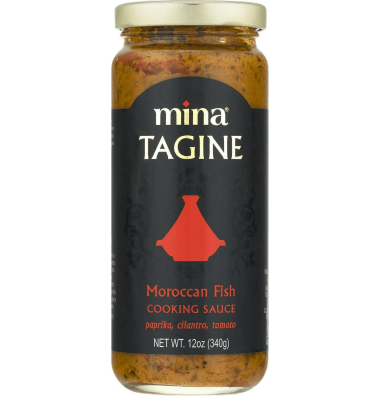 mina®
TAGINE
Moroccan Fish
COOKING SAUCE
paprika, cilantro, tomato
NET WT. 12oz (340g)